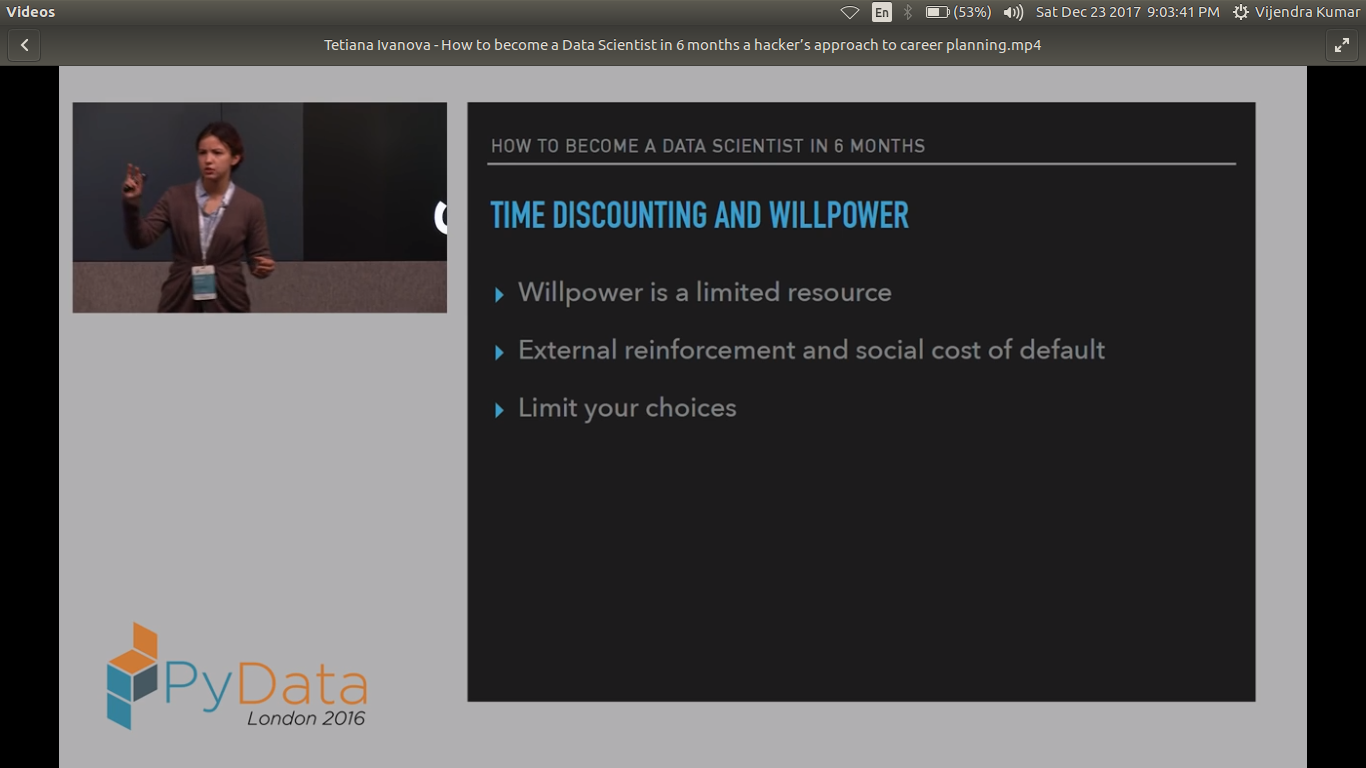 Videos
En
(53%)
Sat Dec 23 2017 9:03:41 PM
Vijendra Kumar
Tetiana Ivanova - How to become a Data Scientist in 6 months a hacker’s approach to career planning.mp4
HOW TO BECOME A DATA SCIENTIST IN 6 MONTHS
TIME DISCOUNTING AND WILLPOWER
Willpower is a limited resource
External reinforcement and social cost of default
Limit your choices
PyData
London 2016